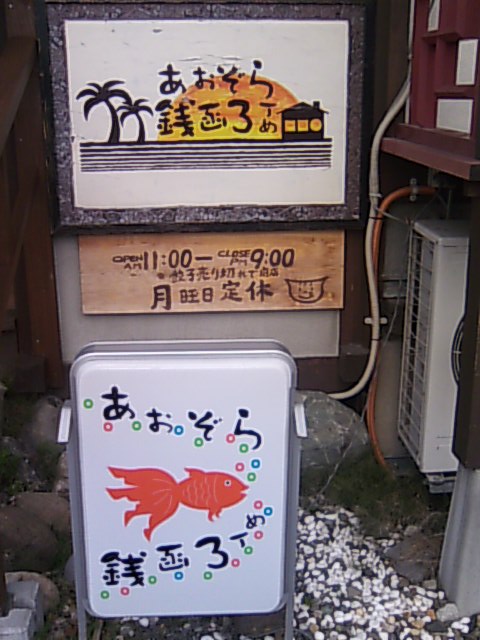 あおぞら
銭函3丁め
OPEN AM 11:00 — CLOSE PM 9:00
※ 餃子売り切れで閉店
月曜日定休
あおぞら
銭函3丁め